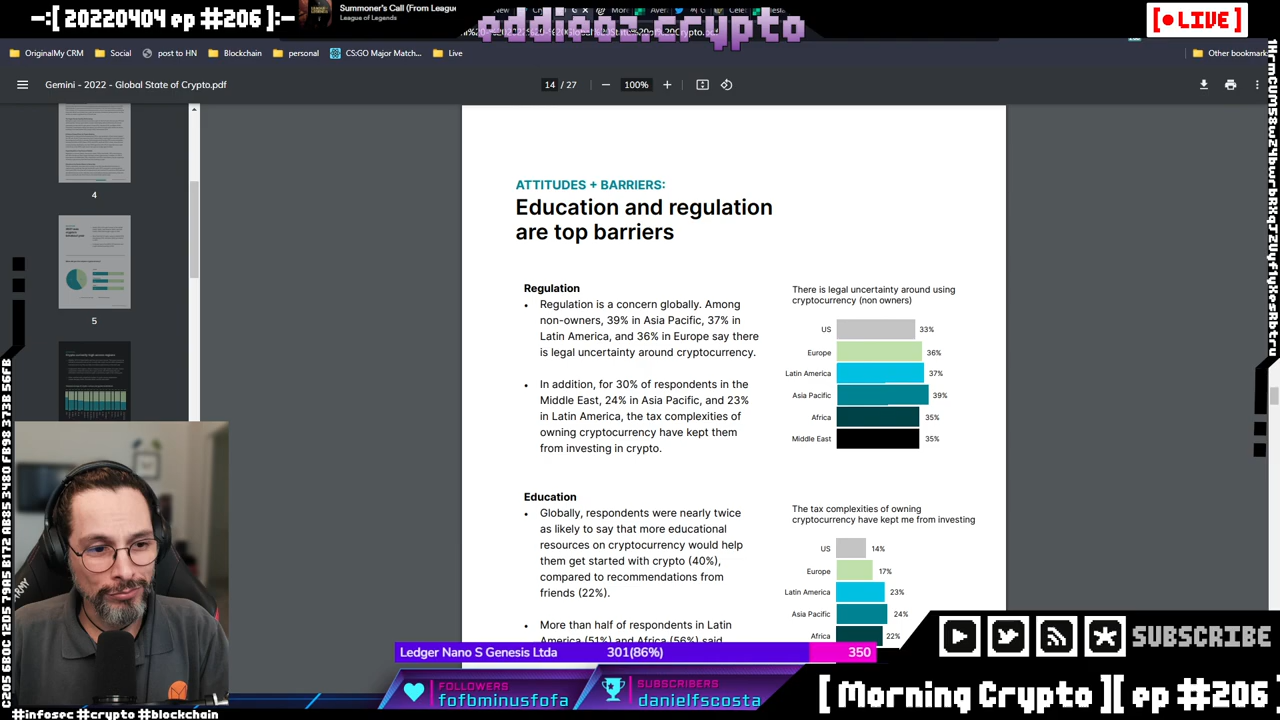 -:[ 20220404 ep #206 ]:-
Summoner's Call (From League
League of Legends
eddieoz.crypto
[ LIVE ]
OriginalMy OMI
Social
post to HN
Blockchain
personal
CS:GO Major Match...
Live
Other bookmark
Gemini - 2022 - Global State of Crypto.pdf
14 / 27
100%
4
5
ATTITUDES + BARRIERS:
Education and regulation
are top barriers
Regulation
• Regulation is a concern globally. Among
non-owners, 39% in Asia Pacific, 37% in
Latin America, and 36% in Europe say there
is legal uncertainty around cryptocurrency.
• In addition, for 30% of respondents in the
Middle East, 24% in Asia Pacific, and 23%
in Latin America, the tax complexities of
owning cryptocurrency have kept them
from investing in crypto.
There is legal uncertainty around using
cryptocurrency (non owners)
US 33%
Europe 36%
Latin America 37%
Asia Pacific 39%
Africa 35%
Middle East 35%
Education
• Globally, respondents were nearly twice
as likely to say that more educational
resources on cryptocurrency would help
them get started with crypto (40%),
compared to recommendations from
friends (22%).
• More than half of respondents in Latin
America (51%) and Africa (56%) said
The tax complexities of owning
cryptocurrency have kept me from investing
US 14%
Europe 17%
Latin America 23%
Asia Pacific 24%
Africa 22%
SUBSCRIBE
Ledger Nano S Genesis Ltda 301(86%) 350
FOLLOWERS
fofbminusfofa
SUBSCRIBERS
danielfscosta
[ Morning Crypto ][ ep #206
#crypto #blockchain